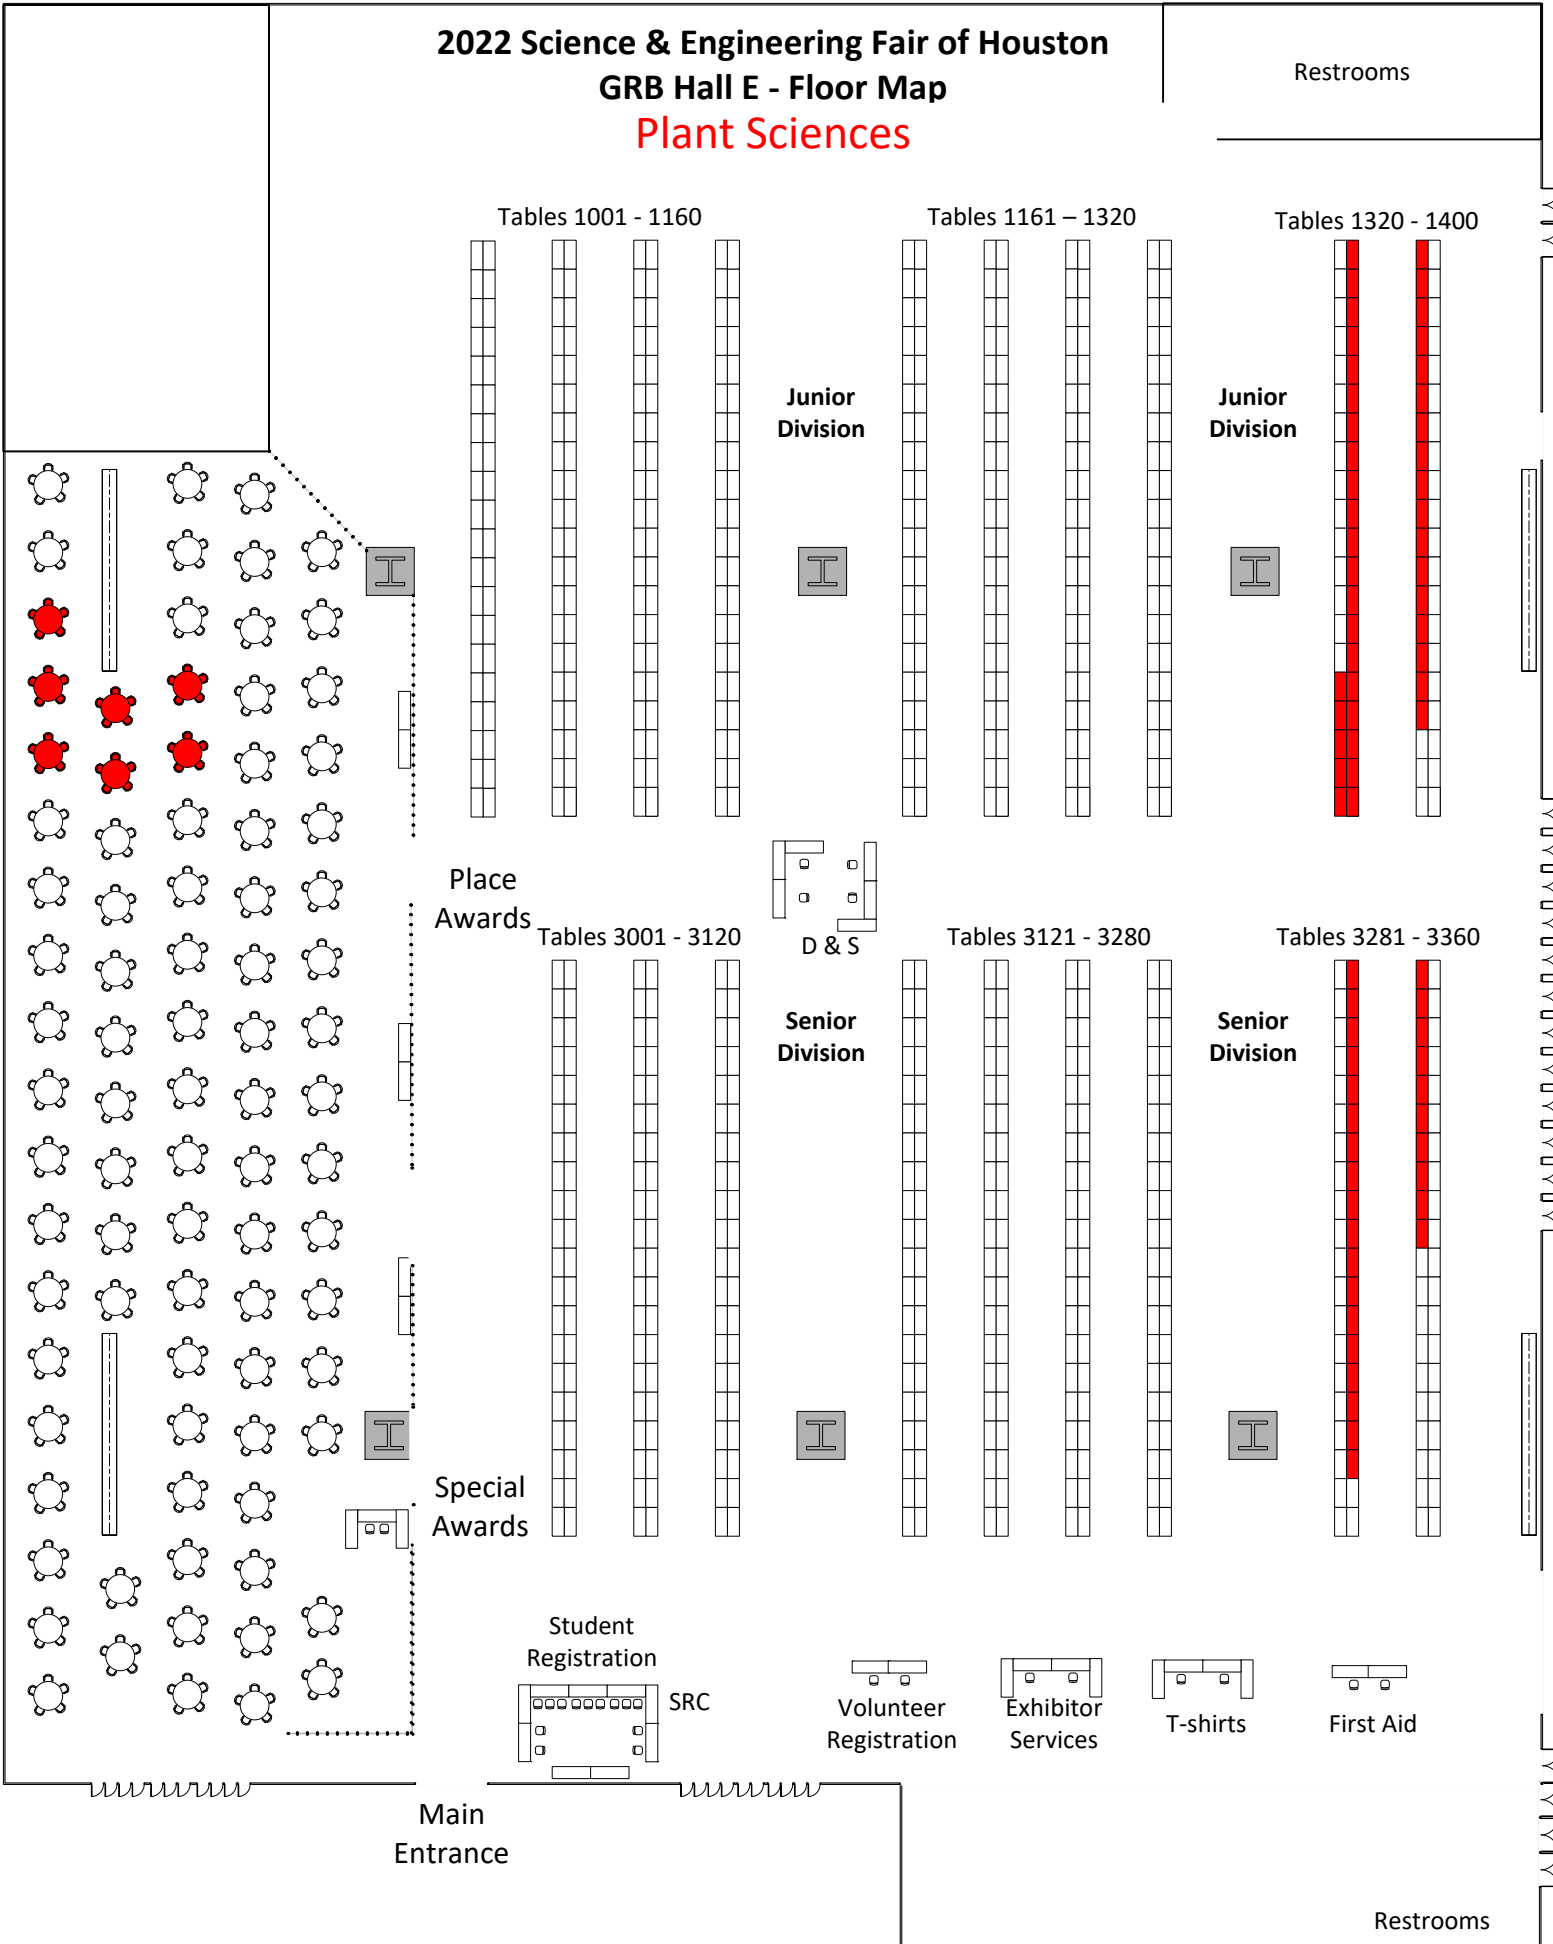 2022 Science & Engineering Fair of Houston
GRB Hall E - Floor Map
Plant Sciences
Restrooms
Tables 1001 - 1160
Tables 1161 – 1320
Tables 1320 - 1400
Junior
Division
Junior
Division
Place
Awards
D & S
Tables 3001 - 3120
Tables 3121 - 3280
Tables 3281 - 3360
Senior
Division
Senior
Division
Special
Awards
Student
Registration
SRC
Volunteer
Registration
Exhibitor
Services
T-shirts
First Aid
Main
Entrance
Restrooms